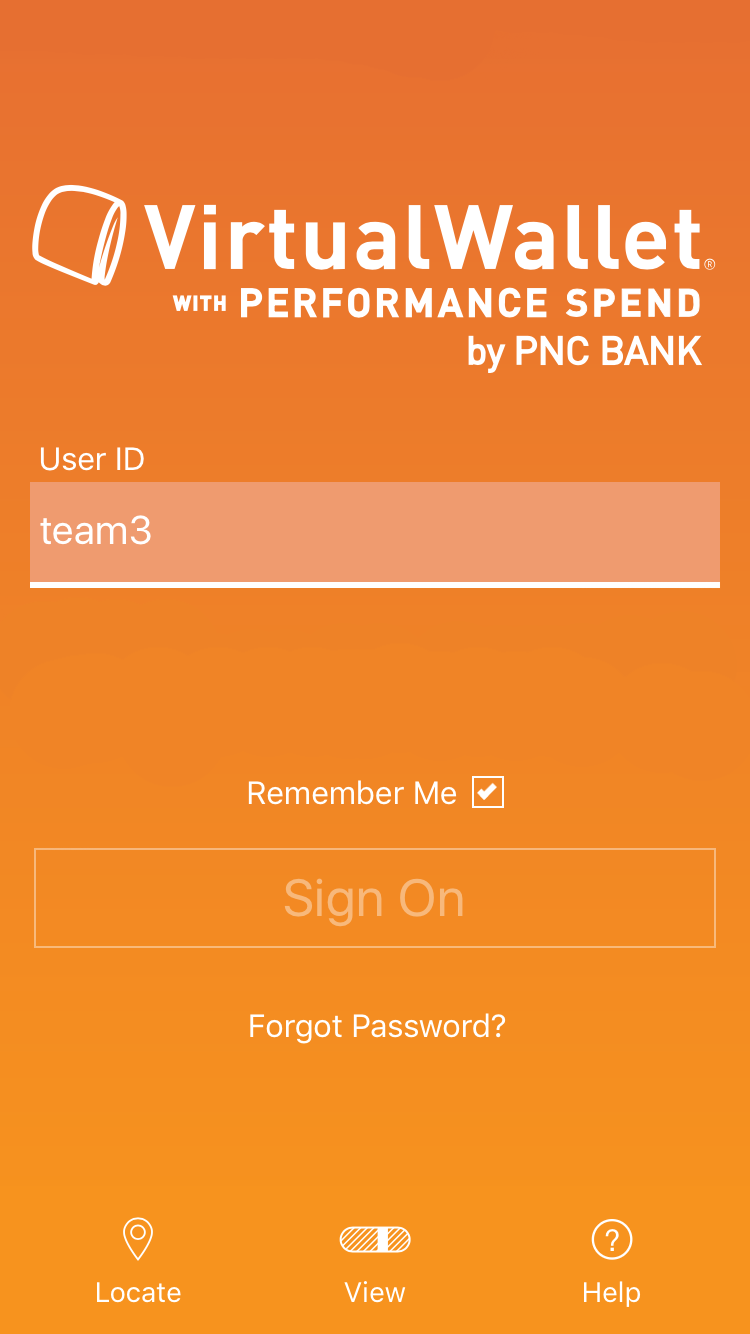 VirtualWallet®
WITH PERFORMANCE SPEND
by PNC BANK
User ID
team3
Remember Me
Sign On
Forgot Password?
Locate
View
Help